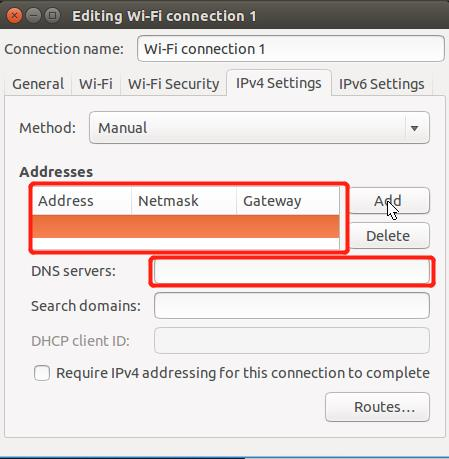 Editing Wi-Fi connection 1
Connection name: Wi-Fi connection 1
General Wi-Fi Wi-Fi Security IPv4 Settings IPv6 Settings
Method: Manual
Addresses
Address Netmask Gateway Add
Delete
DNS servers:
Search domains:
DHCP client ID:
Require IPv4 addressing for this connection to complete
Routes…